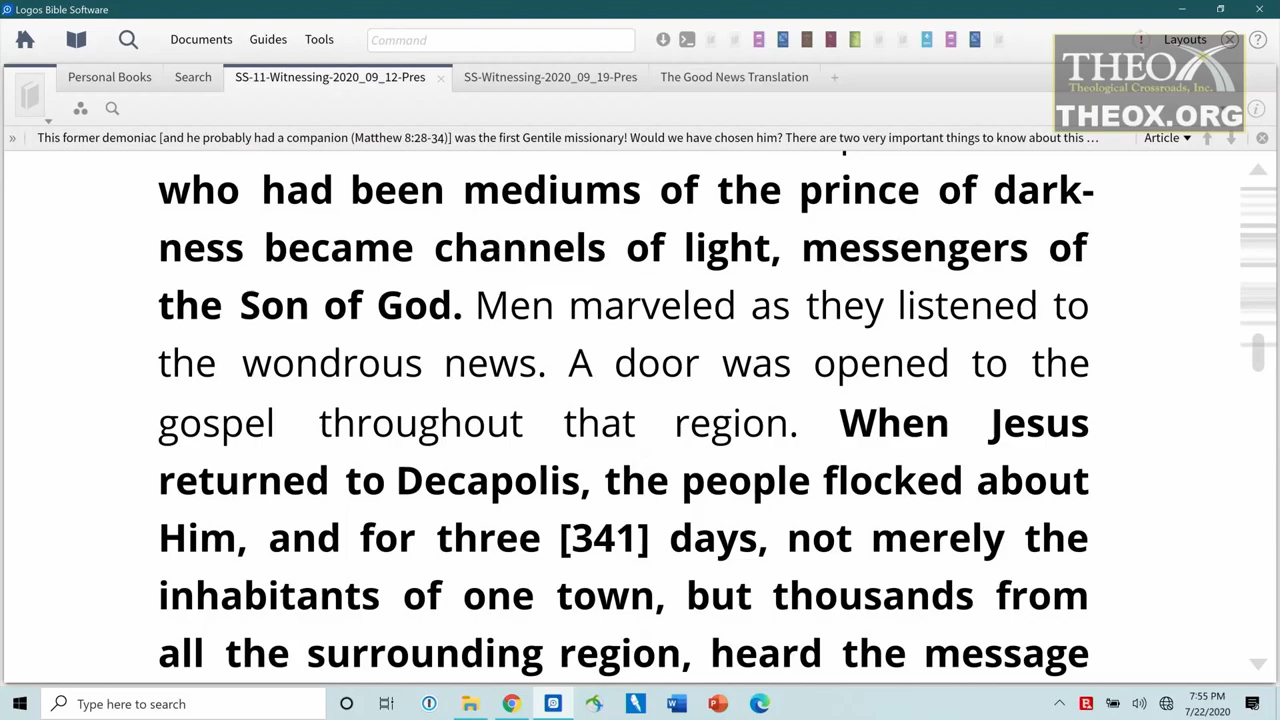 Logos Bible Software
Documents Guides Tools Command Layouts
THEOX
Theological Crossroads, Inc.
THEOX.ORG
Personal Books Search SS-11-Witnessing-2020_09_12-Pres SS-Witnessing-2020_09_19-Pres The Good News Translation
» This former demoniac [and he probably had a companion (Matthew 8:28-34)] was the first Gentile missionary! Would we have chosen him? There are two very important things to know about this … Article
who had been mediums of the prince of dark-
ness became channels of light, messengers of
the Son of God. Men marveled as they listened to
the wondrous news. A door was opened to the
gospel throughout that region. When Jesus
returned to Decapolis, the people flocked about
Him, and for three [341] days, not merely the
inhabitants of one town, but thousands from
all the surrounding region, heard the message
Type here to search
7:55 PM
7/22/2020